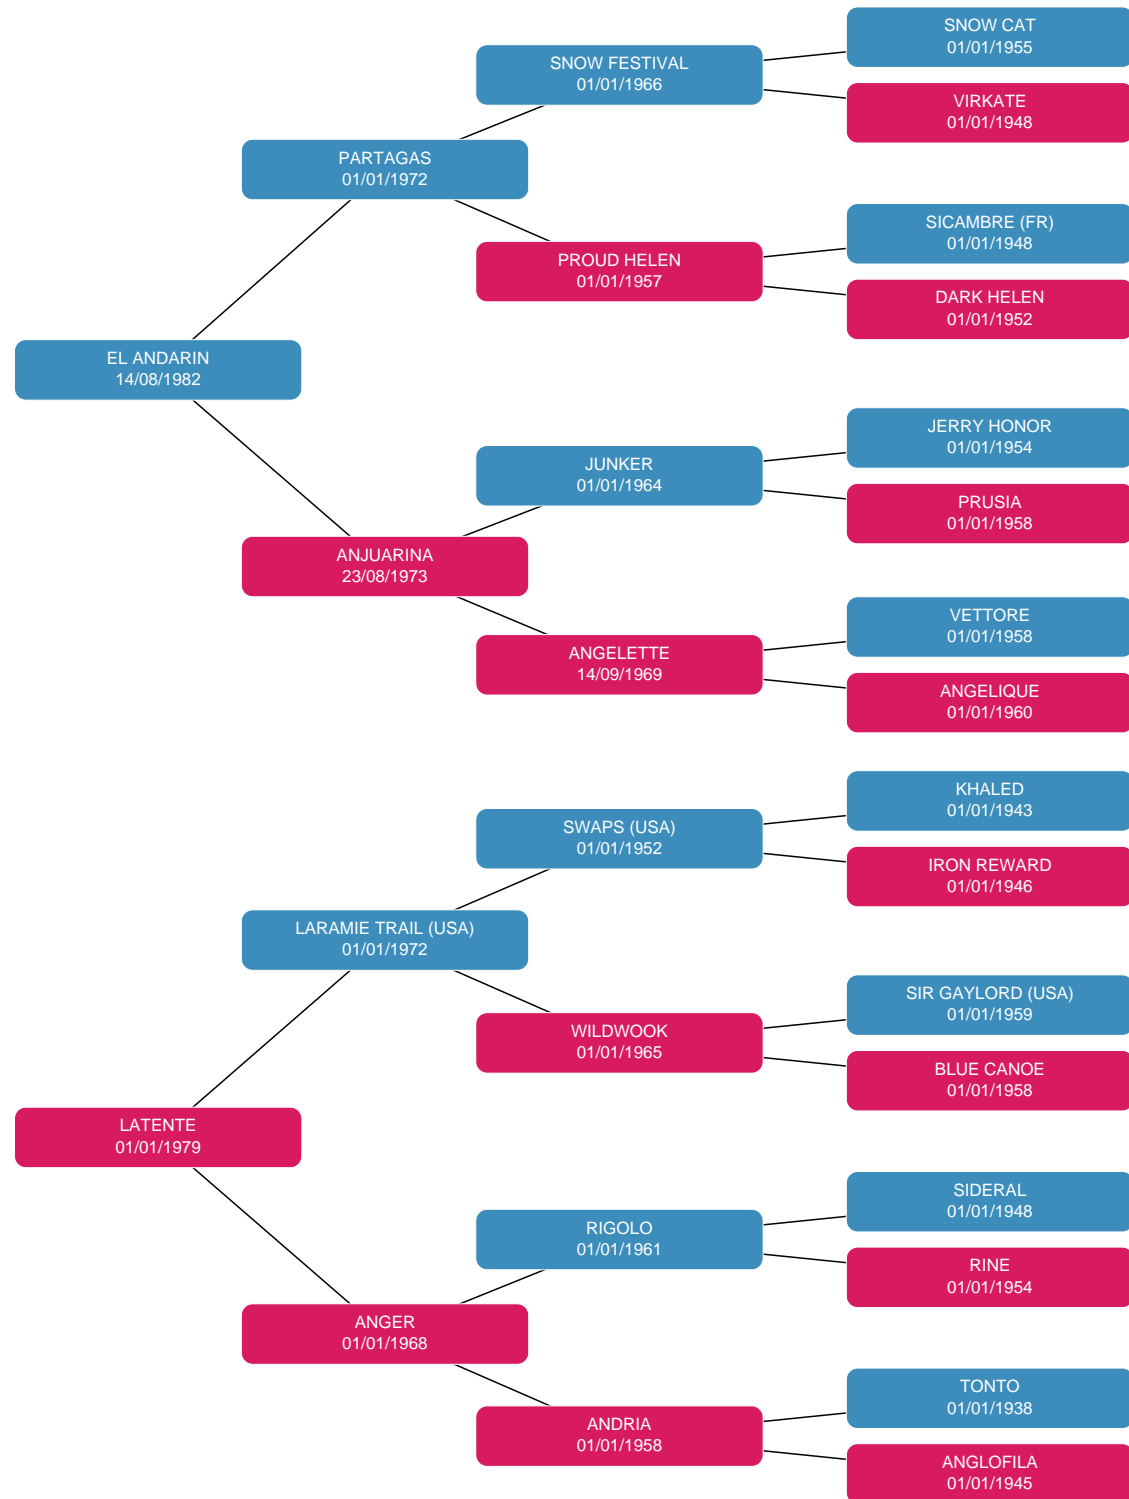 SNOW CAT
01/01/1955
SNOW FESTIVAL
01/01/1966
VIRKATE
01/01/1948
PARTAGAS
01/01/1972
SICAMBRE (FR)
01/01/1948
PROUD HELEN
01/01/1957
DARK HELEN
01/01/1952
EL ANDARIN
14/08/1982
JERRY HONOR
01/01/1954
JUNKER
01/01/1964
PRUSIA
01/01/1958
ANJUARINA
23/08/1973
VETTORE
01/01/1958
ANGELETTE
14/09/1969
ANGELIQUE
01/01/1960
KHALED
01/01/1943
SWAPS (USA)
01/01/1952
IRON REWARD
01/01/1946
LARAMIE TRAIL (USA)
01/01/1972
SIR GAYLORD (USA)
01/01/1959
WILDWOOK
01/01/1965
BLUE CANOE
01/01/1958
LATENTE
01/01/1979
SIDERAL
01/01/1948
RIGOLO
01/01/1961
RINE
01/01/1954
ANGER
01/01/1968
TONTO
01/01/1938
ANDRIA
01/01/1958
ANGLOFILA
01/01/1945